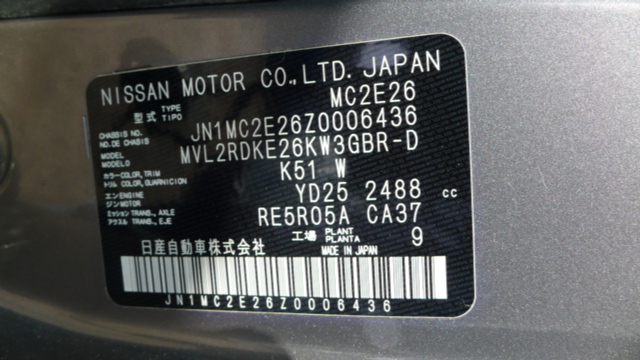 NISSAN MOTOR CO.,LTD. JAPAN
型式 TYPE TIPO MC2E26
CHASSIS NO. NO.DE CHASSIS JN1MC2E26Z0006436
MODEL MODELO MVL2RDKE26KW3GBR-D
カラー トリム COLOR,TRIM COLOR,GUARNICION K51 W
エンジン ENGINE MOTOR YD25 2488 cc
ミッション アクスル TRANS., AXLE TRANS., EJE RE5R05A CA37
工場 PLANT PLANTA 9
日産自動車株式会社 MADE IN JAPAN
JN1MC2E26Z0006436